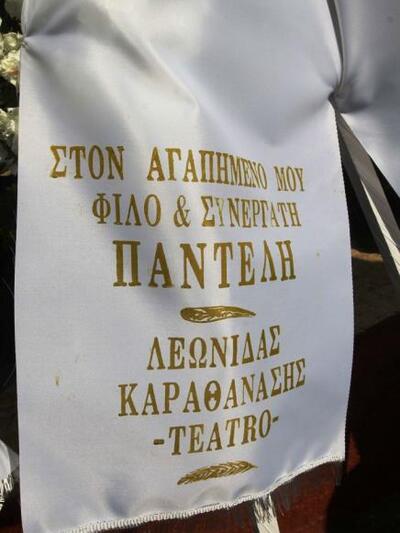 ΣΤΟΝ ΑΓΑΠΗΜΕΝΟ ΜΟΥ
ΦΙΛΟ & ΣΥΝΕΡΓΑΤΗ
ΠΑΝΤΕΛΗ
ΛΕΩΝΙΔΑΣ
ΚΑΡΑΘΑΝΑΣΗΣ
-TEATRO-